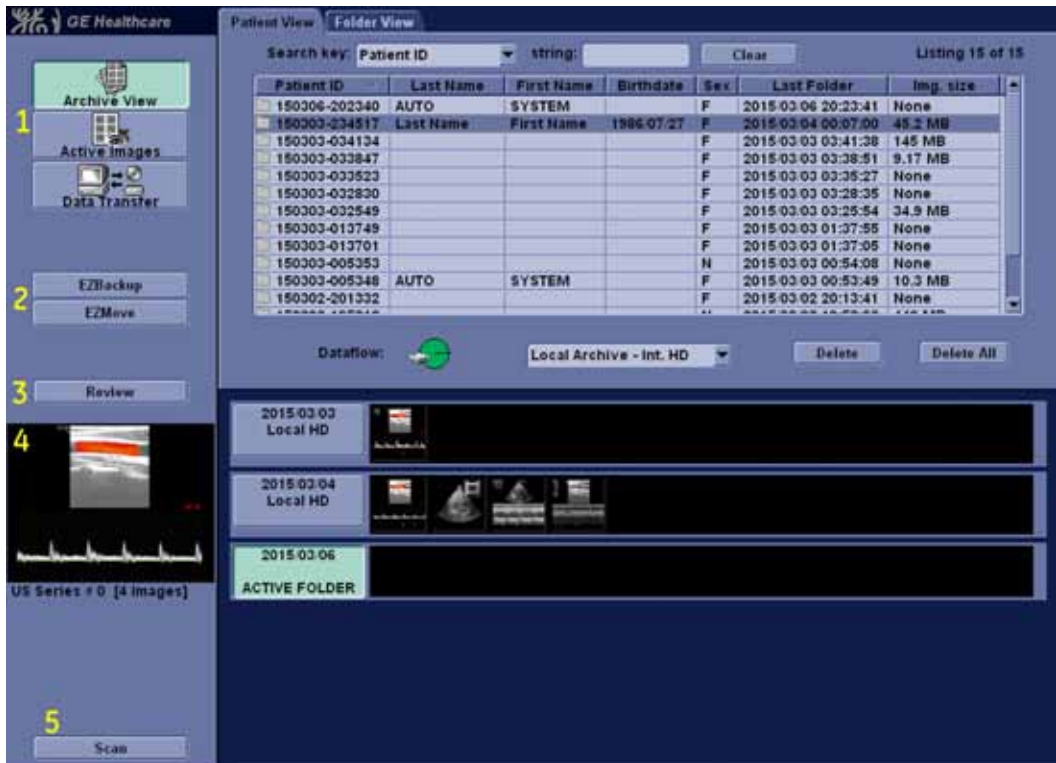 GE Healthcare
Patient View Folder View
Search key: Patient ID string: Clear Listing 15 of 15
Patient ID Last Name First Name Birthdate Sex Last Folder Img. size
150306-202340 AUTO SYSTEM F 2015/03/06 20:23:41 None
150303-234517 Last Name First Name 1986/07/27 F 2015/03/04 00:07:00 45.2 MB
150303-034134 F 2015/03/03 03:41:38 145 MB
150303-033847 F 2015/03/03 03:38:51 9.17 MB
150303-033523 F 2015/03/03 03:35:27 None
150303-032830 F 2015/03/03 03:28:35 None
150303-032549 F 2015/03/03 03:25:54 34.9 MB
150303-013749 F 2015/03/03 01:37:55 None
150303-013701 F 2015/03/03 01:37:05 None
150303-005353 N 2015/03/03 00:54:08 None
150303-005348 AUTO SYSTEM F 2015/03/03 00:53:49 10.3 MB
150302-201332 F 2015/03/02 20:13:41 None
Dataflow: Local Archive - Int. HD Delete Delete All
1
Archive View
Active Images
Data Transfer
2
EZBackup
EZMove
3
Review
4
US Series # 0 [4 images]
5
Scan
2015/03/03
Local HD
2015/03/04
Local HD
2015/03/06
ACTIVE FOLDER